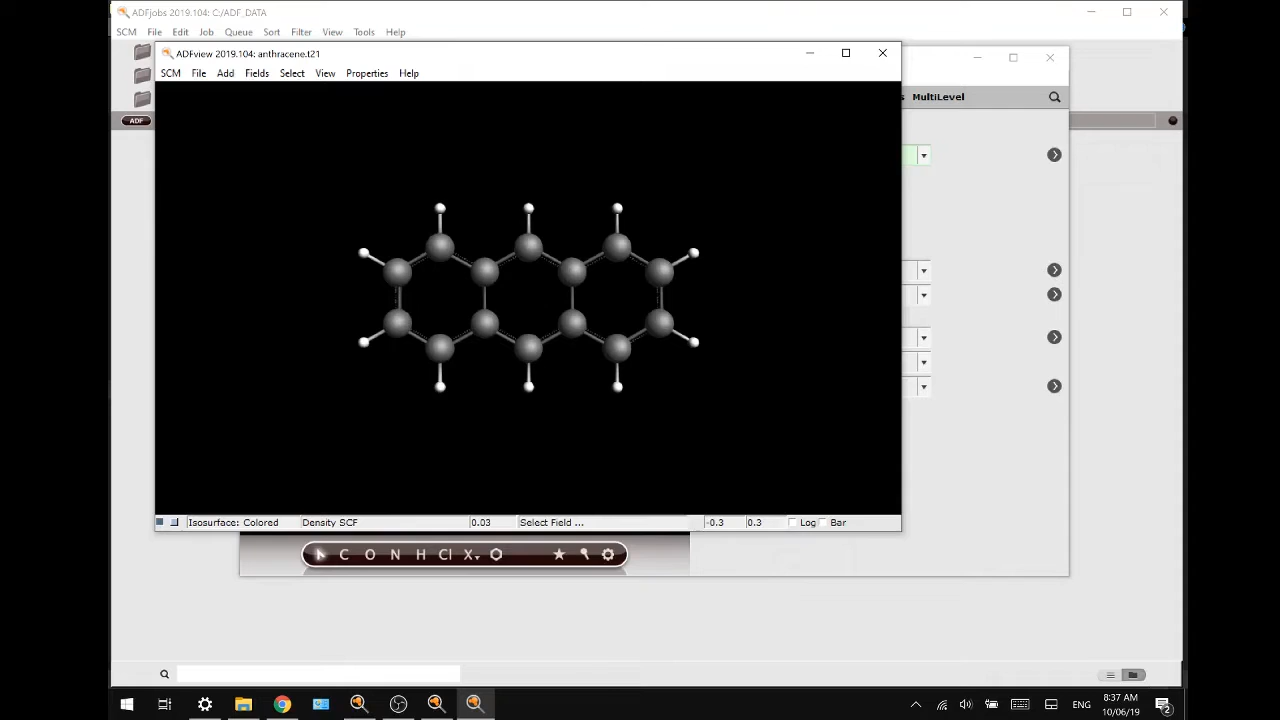 ADFjobs 2019.104: C:/ADF_DATA
SCM File Edit Job Queue Sort Filter View Tools Help
ADFview 2019.104: anthracene.t21
SCM File Add Fields Select View Properties Help
MultiLevel
ADF
Isosurface: Colored Density SCF 0.03 Select Field ... -0.3 0.3 Log Bar
C O N H Cl X
ENG
8:37 AM
10/06/19
2